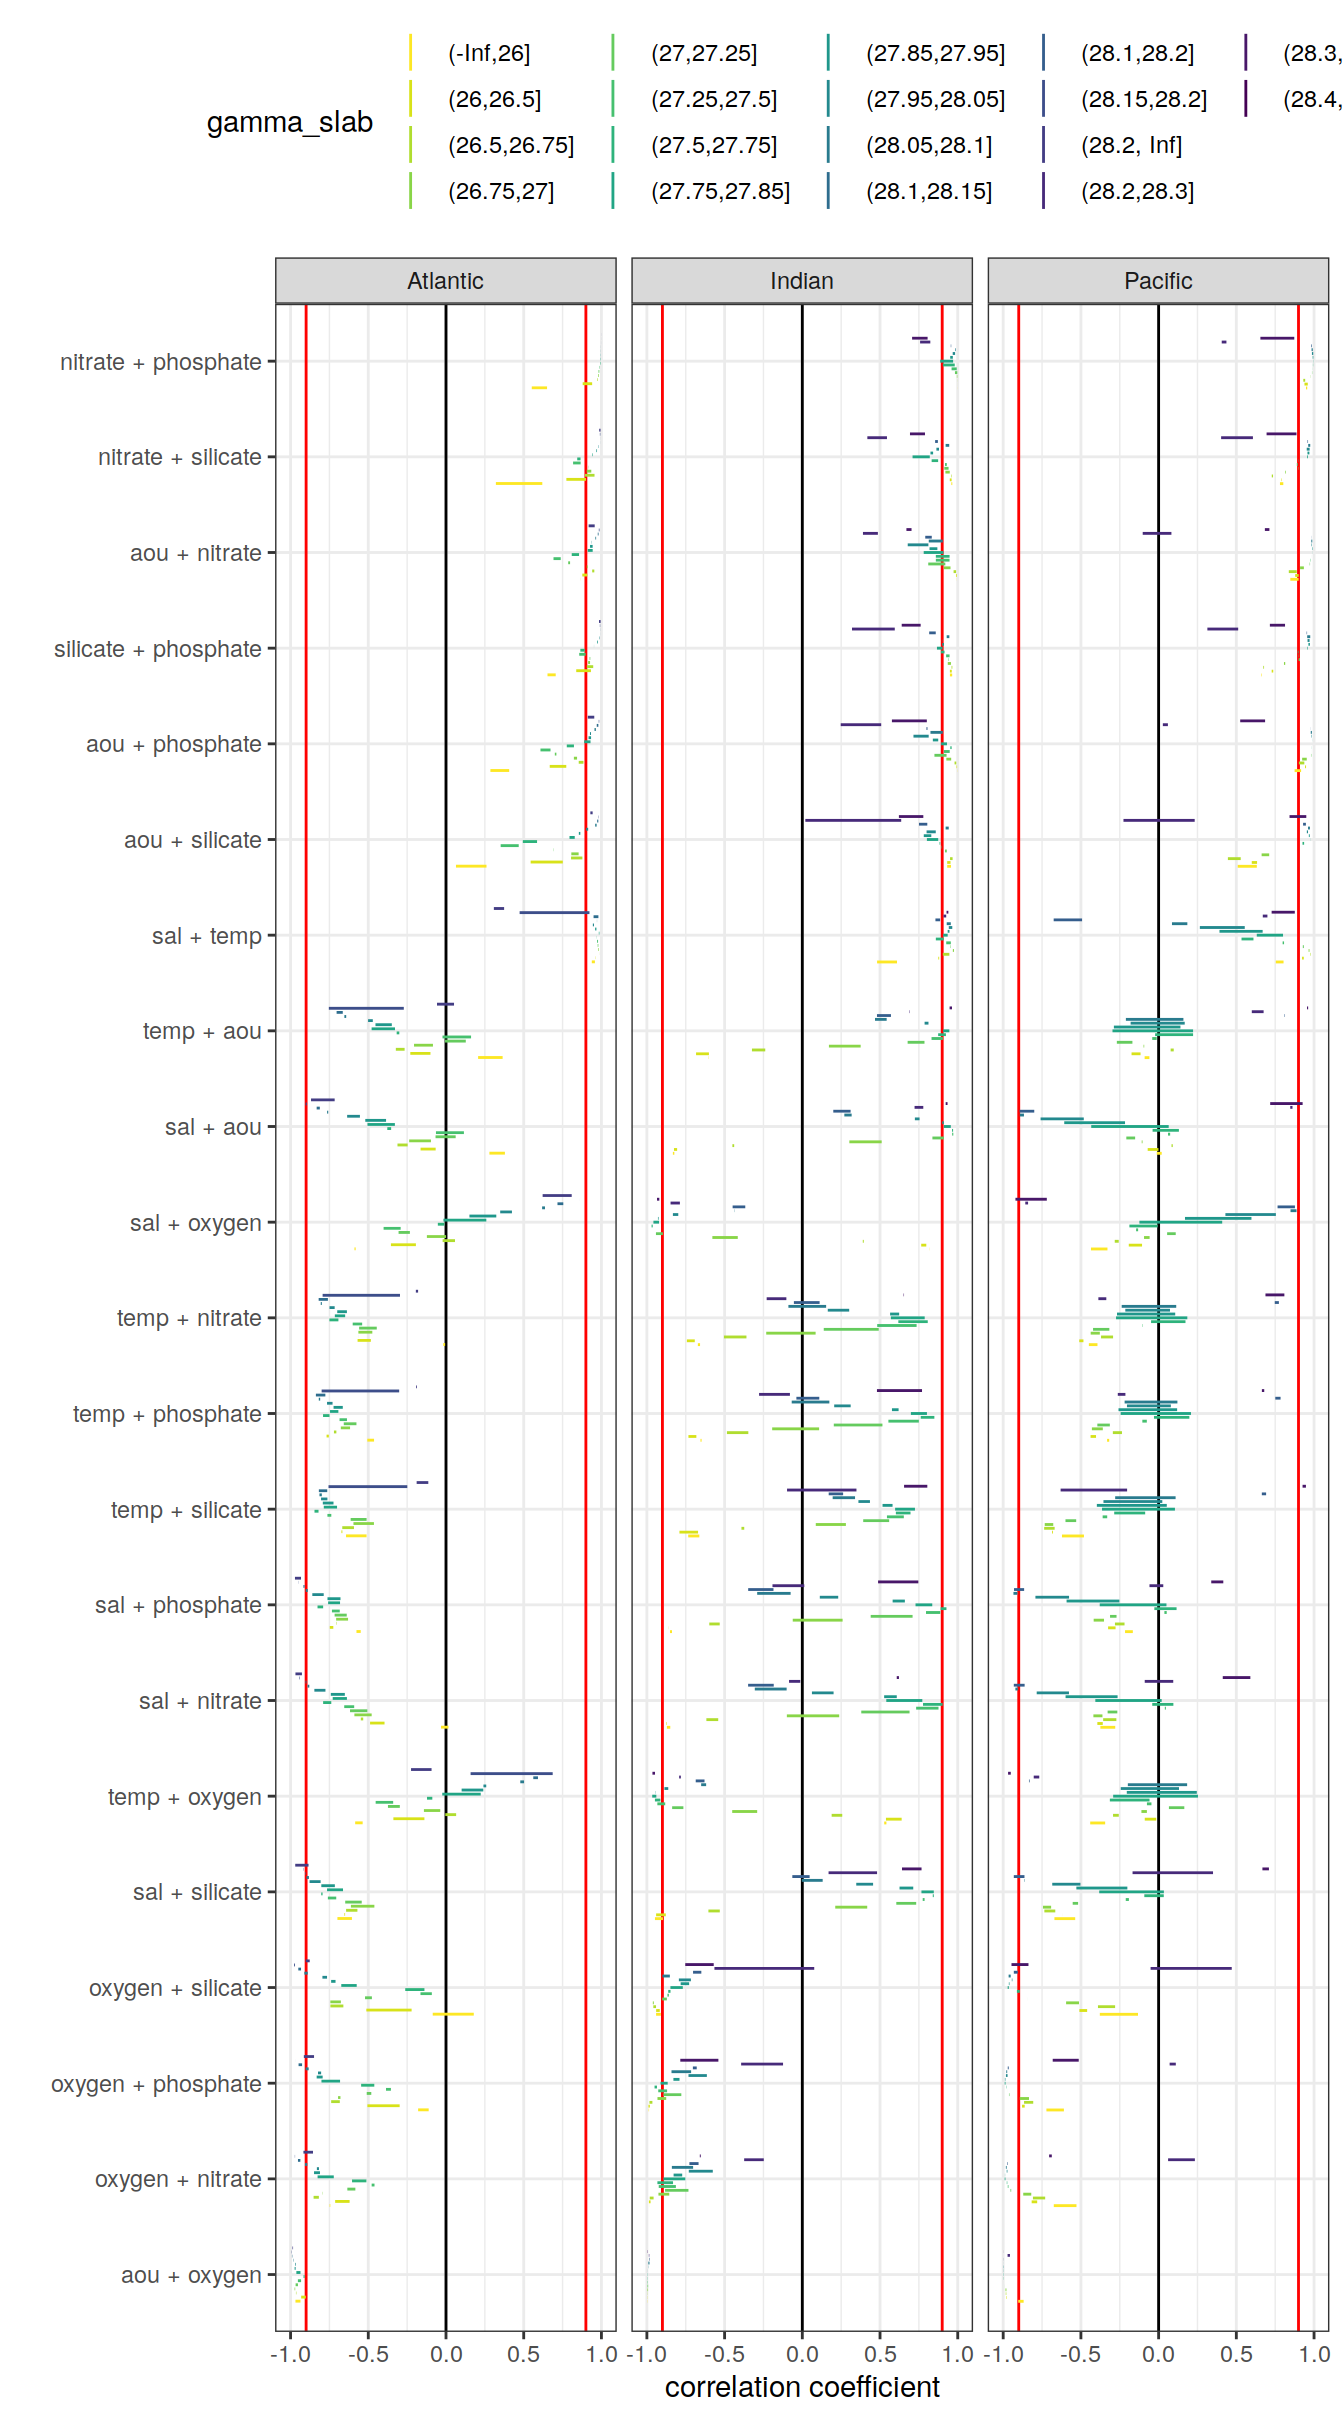 (-Inf,26] (27,27.25] (27.85,27.95] (28.1,28.2] (28.3,
(26,26.5] (27.25,27.5] (27.95,28.05] (28.15,28.2] (28.4,
gamma_slab
(26.5,26.75] (27.5,27.75] (28.05,28.1] (28.2, Inf]
(26.75,27] (27.75,27.85] (28.1,28.15] (28.2,28.3]
Atlantic Indian Pacific
nitrate + phosphate
nitrate + silicate
aou + nitrate
silicate + phosphate
aou + phosphate
aou + silicate
sal + temp
temp + aou
sal + aou
sal + oxygen
temp + nitrate
temp + phosphate
temp + silicate
sal + phosphate
sal + nitrate
temp + oxygen
sal + silicate
oxygen + silicate
oxygen + phosphate
oxygen + nitrate
aou + oxygen
-1.0 -0.5 0.0 0.5 1.0 -1.0 -0.5 0.0 0.5 1.0 -1.0 -0.5 0.0 0.5 1.0
correlation coefficient